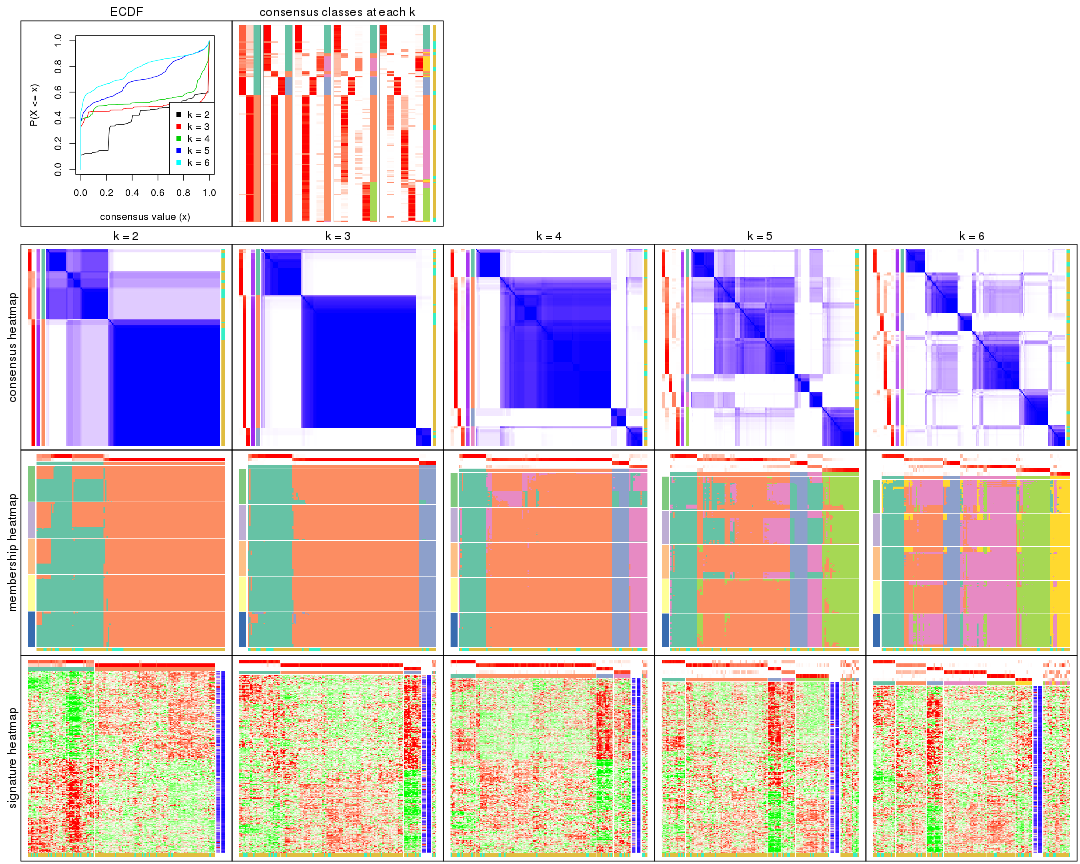 ECDF
consensus classes at each k
P(X <= x)
0.0 0.2 0.4 0.6 0.8 1.0
k = 2
k = 3
k = 4
k = 5
k = 6
0.0 0.2 0.4 0.6 0.8 1.0
consensus value (x)
k = 2 k = 3 k = 4 k = 5 k = 6
consensus heatmap
membership heatmap
signature heatmap